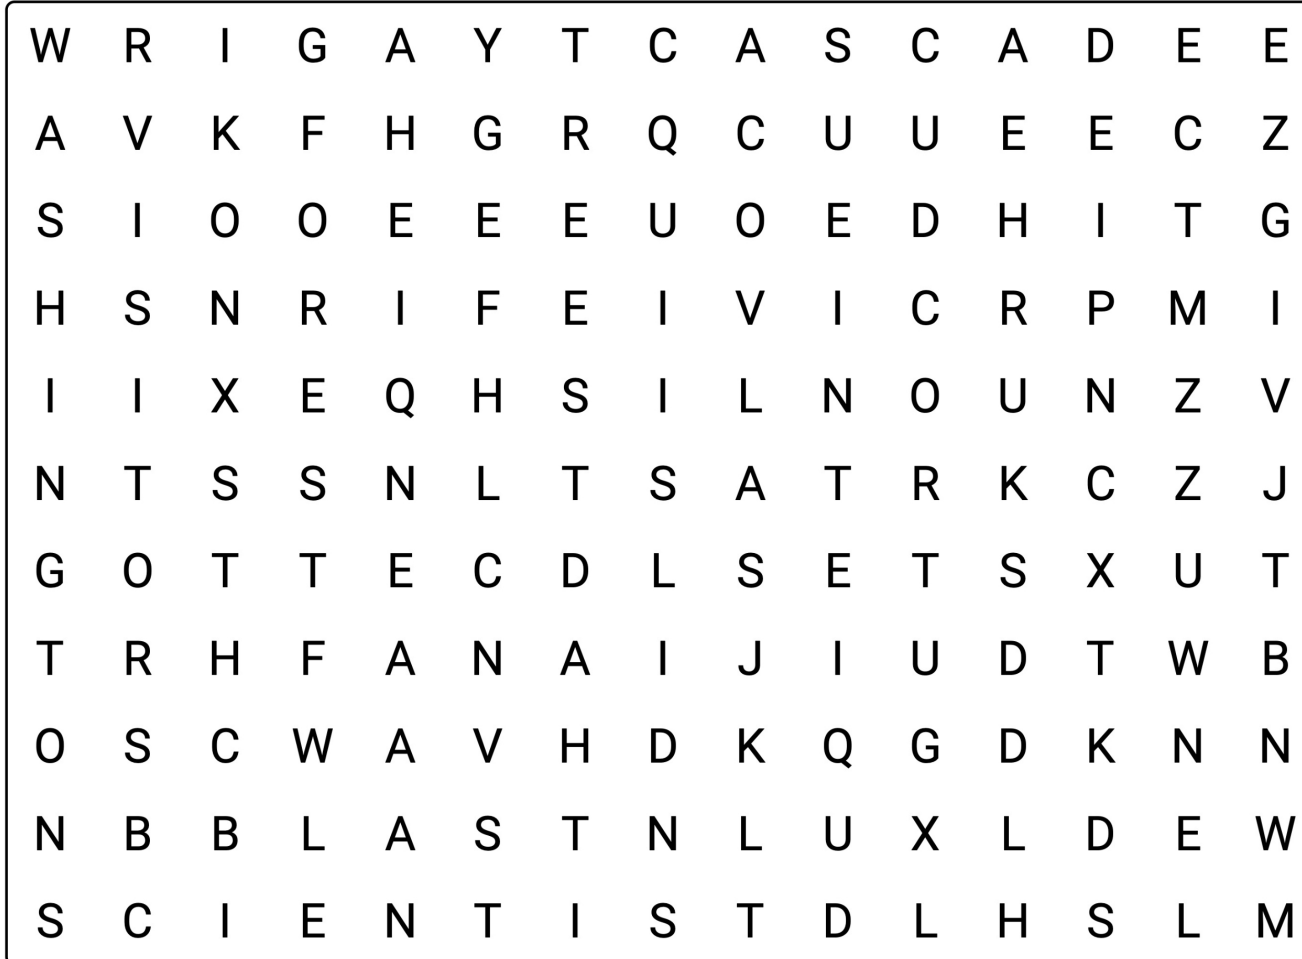 W R I G A Y T C A S C A D E E
A V K F H G R Q C U U E E C Z
S I O O E E E U O E D H I T G
H S N R I F E I V I C R P M I
I I X E Q H S I L N O U N Z V
N T S S N L T S A T R K C Z J
G O T T E C D L S E T S X U T
T R H F A N A I J I U D T W B
O S C W A V H D K Q G D K N N
N B B L A S T N L U X L D E W
S C I E N T I S T D L H S L M